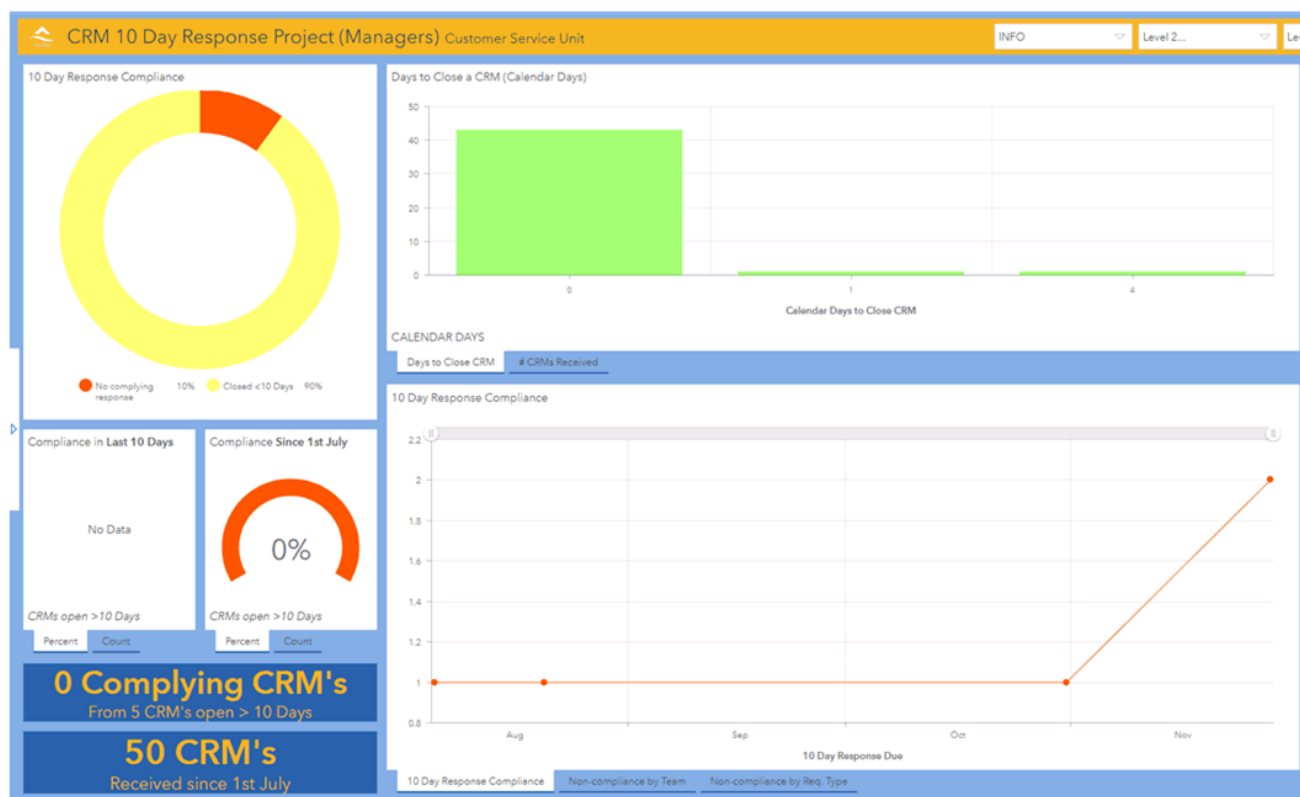 CRM 10 Day Response Project (Managers) Customer Service Unit
INFO
Level 2...
Le
10 Day Response Compliance
No complying response 10%
Closed <10 Days 90%
Days to Close a CRM (Calendar Days)
50
40
30
20
10
0
0 1 4
Calendar Days to Close CRM
CALENDAR DAYS
Days to Close CRM
# CRMs Received
Compliance in Last 10 Days
No Data
CRMs open >10 Days
Percent Count
Compliance Since 1st July
0%
CRMs open >10 Days
Percent Count
0 Complying CRM's
From 5 CRM's open > 10 Days
50 CRM's
Received since 1st July
10 Day Response Compliance
2.2
2
1.8
1.6
1.4
1.2
1
0.8
Aug Sep Oct Nov
10 Day Response Due
10 Day Response Compliance
Non-compliance by Team
Non-compliance by Req. Type